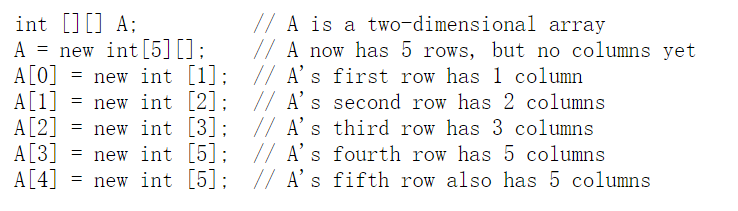 int [][] A;          // A is a two-dimensional array
A = new int[5][];    // A now has 5 rows, but no columns yet
A[0] = new int [1];  // A's first row has 1 column
A[1] = new int [2];  // A's second row has 2 columns
A[2] = new int [3];  // A's third row has 3 columns
A[3] = new int [5];  // A's fourth row has 5 columns
A[4] = new int [5];  // A's fifth row also has 5 columns